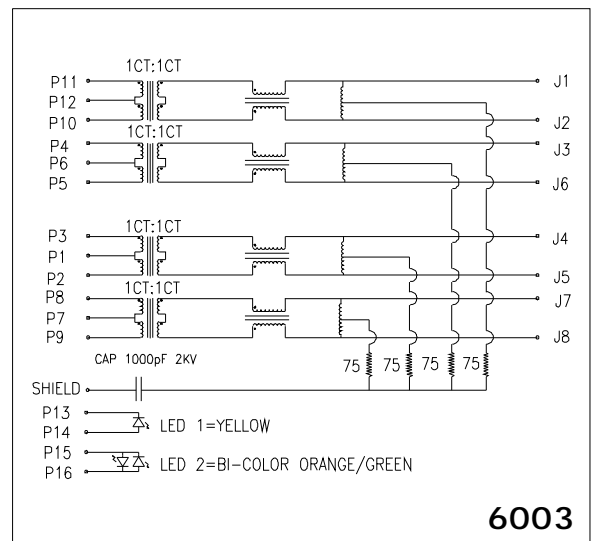 1CT:1CT
P11 J1
P12
P10 J2
1CT:1CT
P4 J3
P6
P5 J6
1CT:1CT
P3 J4
P1
P2 J5
1CT:1CT
P8 J7
P7
P9 J8
CAP 1000pF 2KV
75 75 75 75
SHIELD
P13
P14
LED 1=YELLOW
P15
P16
LED 2=BI-COLOR ORANGE/GREEN
6003